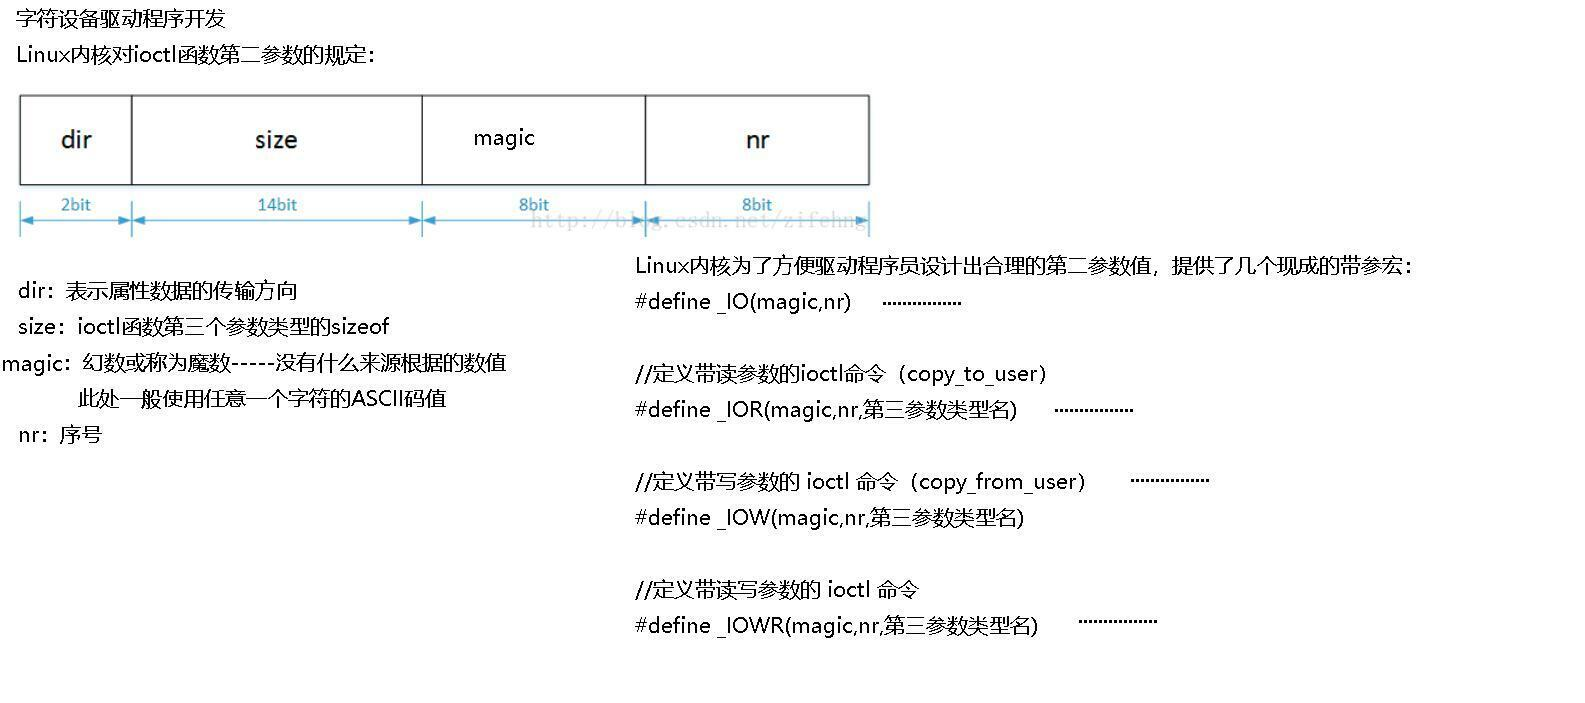 字符设备驱动程序开发
Linux内核对ioctl函数第二参数的规定：
dir
size
magic
nr
2bit
14bit
8bit
8bit
http://blog.csdn.net/zifehng
dir：表示属性数据的传输方向
size：ioctl函数第三个参数类型的sizeof
magic：幻数或称为魔数-----没有什么来源根据的数值
此处一般使用任意一个字符的ASCII码值
nr：序号
Linux内核为了方便驱动程序员设计出合理的第二参数值，提供了几个现成的带参宏：
#define _IO(magic,nr) ................
//定义带读参数的ioctl命令（copy_to_user）
#define _IOR(magic,nr,第三参数类型名) ................
//定义带写参数的 ioctl 命令（copy_from_user） ................
#define _IOW(magic,nr,第三参数类型名)
//定义带读写参数的 ioctl 命令
#define _IOWR(magic,nr,第三参数类型名) ................